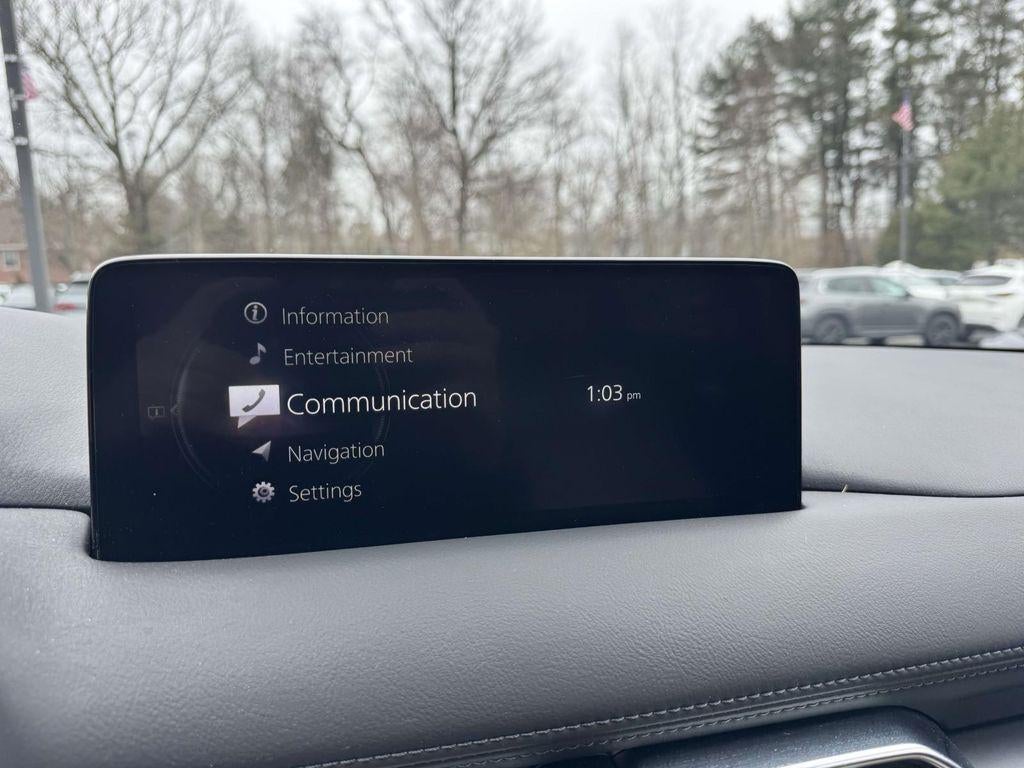 Information
Entertainment
Communication
1:03 pm
Navigation
Settings